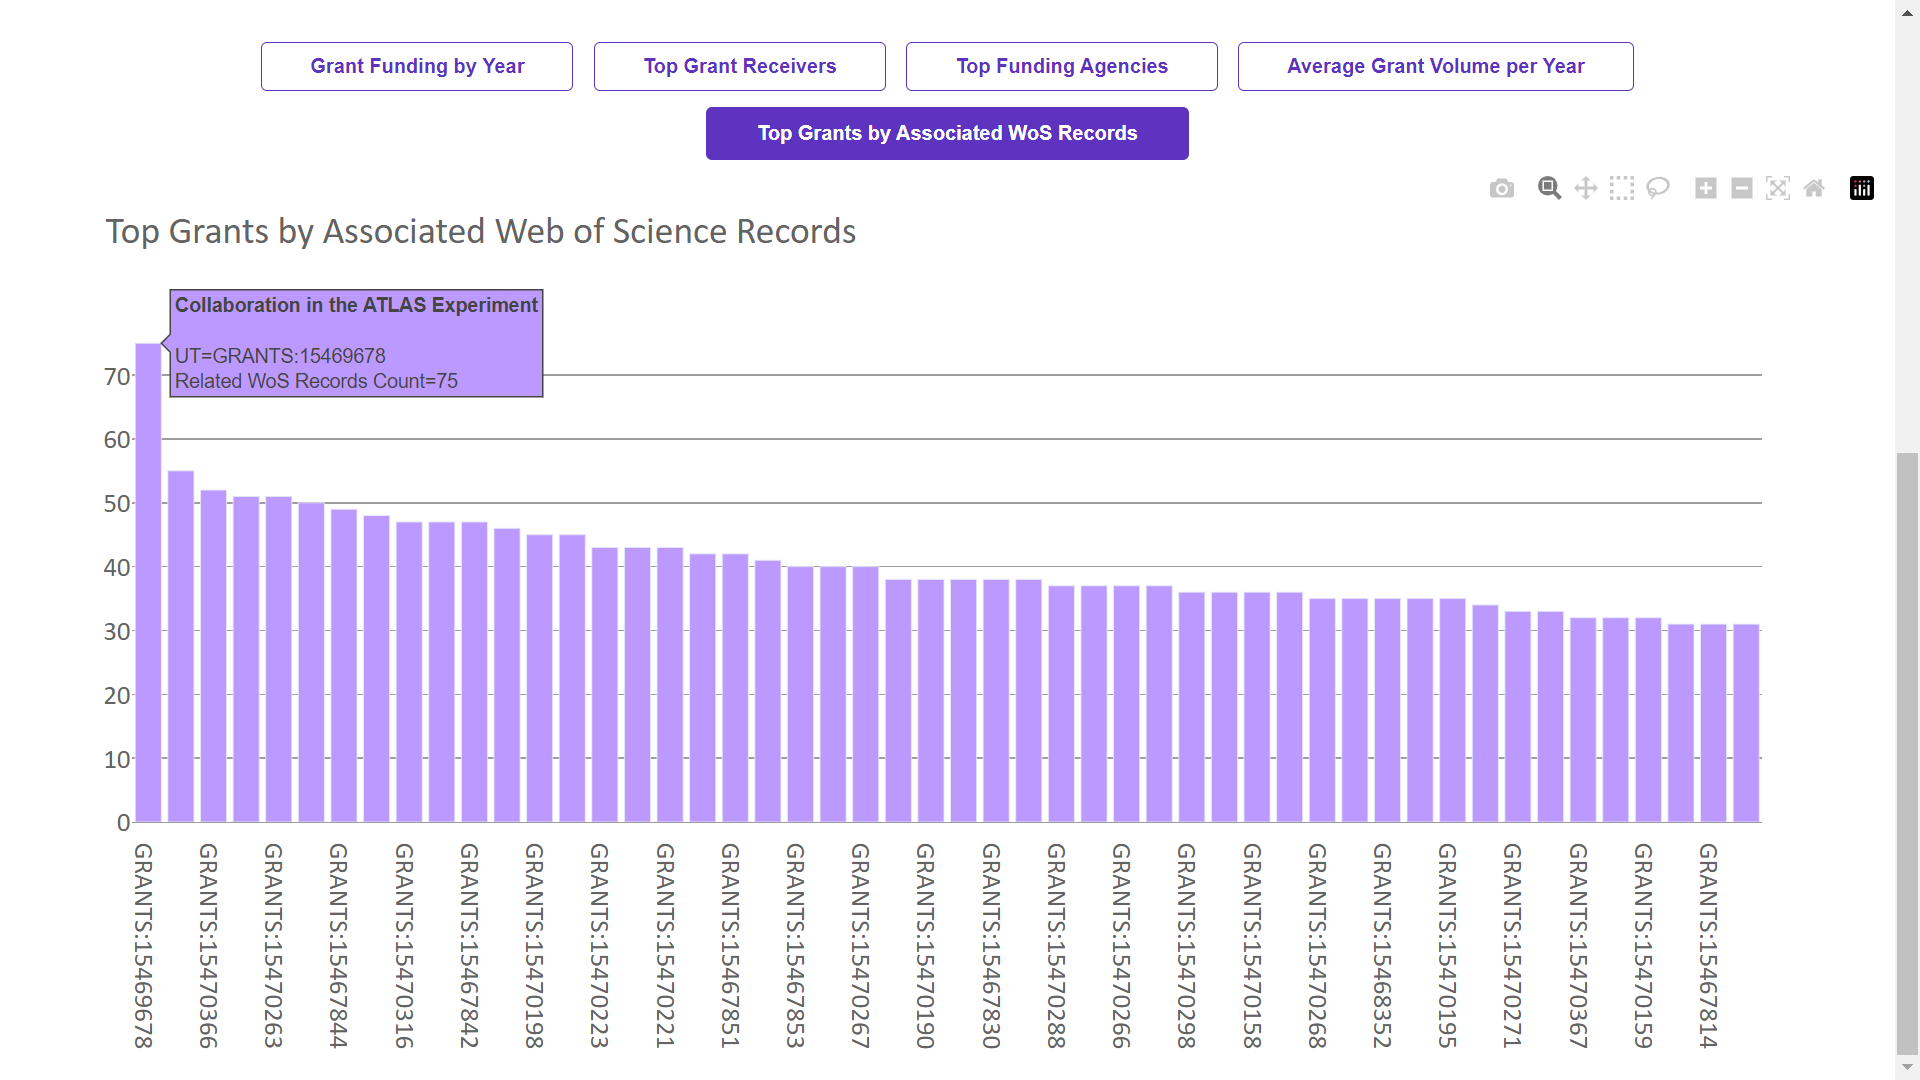 Grant Funding by Year
Top Grant Receivers
Top Funding Agencies
Average Grant Volume per Year
Top Grants by Associated WoS Records
Top Grants by Associated Web of Science Records
Collaboration in the ATLAS Experiment
UT=GRANTS:15469678
Related WoS Records Count=75
70
60
50
40
30
20
10
0
GRANTS:15469678
GRANTS:15470366
GRANTS:15470263
GRANTS:15467844
GRANTS:15470316
GRANTS:15467842
GRANTS:15470198
GRANTS:15470223
GRANTS:15470221
GRANTS:15467851
GRANTS:15467853
GRANTS:15470267
GRANTS:15470190
GRANTS:15467830
GRANTS:15470288
GRANTS:15470266
GRANTS:15470298
GRANTS:15470158
GRANTS:15470268
GRANTS:15468352
GRANTS:15470195
GRANTS:15470271
GRANTS:15470367
GRANTS:15470159
GRANTS:15467814